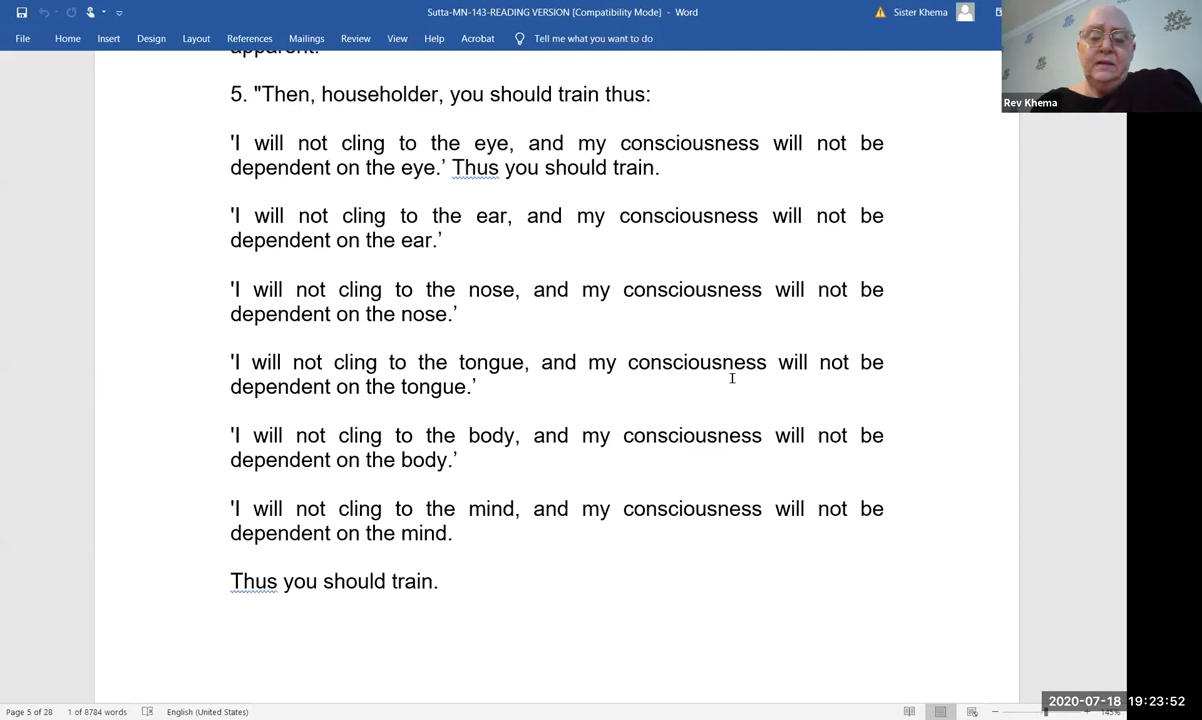 Sutta-MN-143-READING VERSION [Compatibility Mode] - Word
Sister Khema
File Home Insert Design Layout References Mailings Review View Help Acrobat Tell me what you want to do
Rev Khema
apparent.
5. "Then, householder, you should train thus:
'I will not cling to the eye, and my consciousness will not be
dependent on the eye.’ Thus you should train.
'I will not cling to the ear, and my consciousness will not be
dependent on the ear.’
'I will not cling to the nose, and my consciousness will not be
dependent on the nose.’
'I will not cling to the tongue, and my consciousness will not be
dependent on the tongue.’
'I will not cling to the body, and my consciousness will not be
dependent on the body.’
'I will not cling to the mind, and my consciousness will not be
dependent on the mind.
Thus you should train.
2020-07-18 19:23:52
Page 5 of 28 1 of 8784 words English (United States) 145%